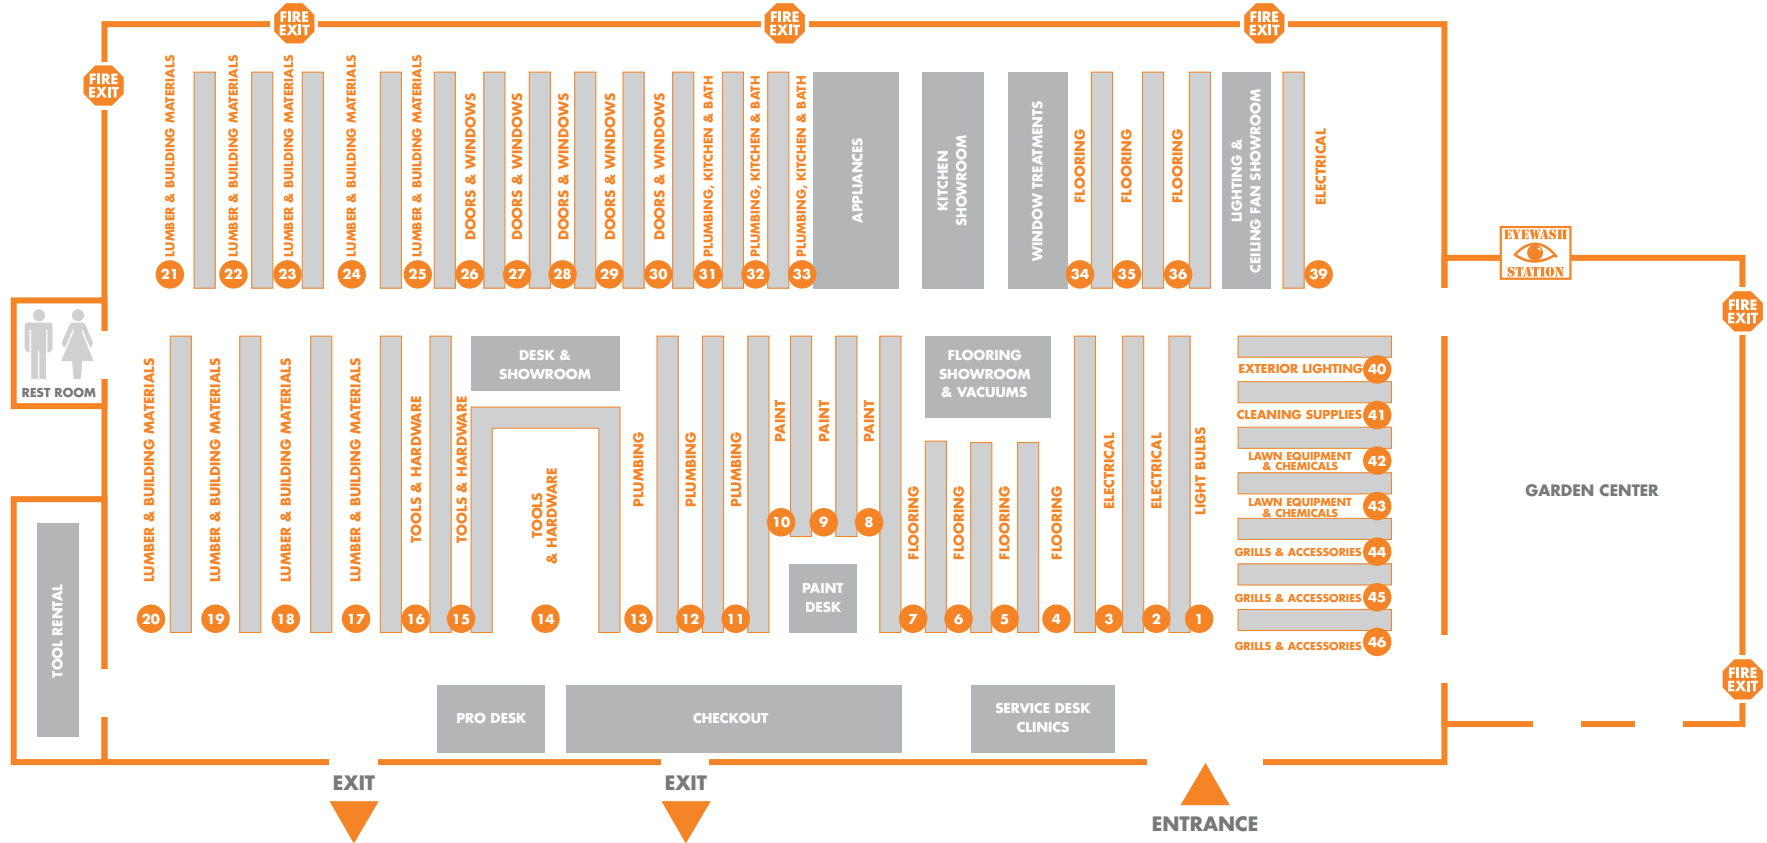 FIRE
EXIT
FIRE
EXIT
FIRE
EXIT
FIRE
EXIT
LUMBER & BUILDING MATERIALS
21
LUMBER & BUILDING MATERIALS
22
LUMBER & BUILDING MATERIALS
23
LUMBER & BUILDING MATERIALS
24
LUMBER & BUILDING MATERIALS
25
DOORS & WINDOWS
26
DOORS & WINDOWS
27
DOORS & WINDOWS
28
DOORS & WINDOWS
29
DOORS & WINDOWS
30
PLUMBING, KITCHEN & BATH
31
PLUMBING, KITCHEN & BATH
32
PLUMBING, KITCHEN & BATH
33
APPLIANCES
KITCHEN
SHOWROOM
WINDOW TREATMENTS
FLOORING
34
FLOORING
35
FLOORING
36
LIGHTING &
CEILING FAN SHOWROOM
ELECTRICAL
39
EYEWASH
STATION
FIRE
EXIT
REST ROOM
LUMBER & BUILDING MATERIALS
20
LUMBER & BUILDING MATERIALS
19
LUMBER & BUILDING MATERIALS
18
LUMBER & BUILDING MATERIALS
17
TOOLS & HARDWARE
16
TOOLS & HARDWARE
15
DESK &
SHOWROOM
TOOLS
& HARDWARE
14
PLUMBING
13
PLUMBING
12
PLUMBING
11
PAINT
10
PAINT
9
PAINT
8
PAINT
DESK
FLOORING
SHOWROOM
& VACUUMS
FLOORING
7
FLOORING
6
FLOORING
5
FLOORING
4
ELECTRICAL
3
ELECTRICAL
2
LIGHT BULBS
1
EXTERIOR LIGHTING 40
CLEANING SUPPLIES 41
LAWN EQUIPMENT
& CHEMICALS 42
LAWN EQUIPMENT
& CHEMICALS 43
GRILLS & ACCESSORIES 44
GRILLS & ACCESSORIES 45
GRILLS & ACCESSORIES 46
GARDEN CENTER
FIRE
EXIT
TOOL RENTAL
PRO DESK
CHECKOUT
SERVICE DESK
CLINICS
EXIT
EXIT
ENTRANCE